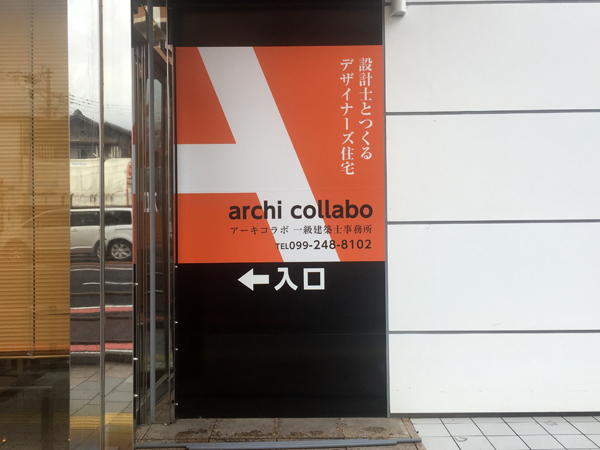 設計士とつくる
デザイナーズ住宅
archi collabo
アーキコラボ 一級建築士事務所
TEL099-248-8102
←入口